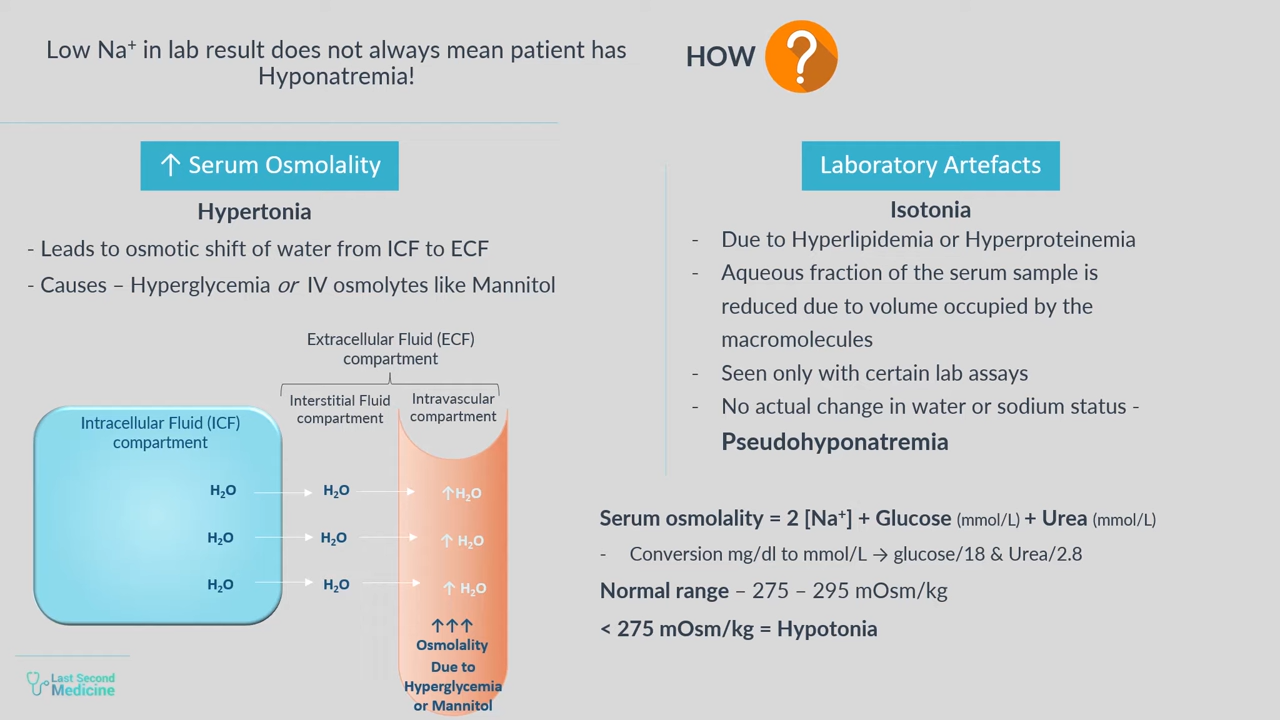 Low Na⁺ in lab result does not always mean patient has
Hyponatremia!
HOW ?
↑ Serum Osmolality
Hypertonia
- Leads to osmotic shift of water from ICF to ECF
- Causes – Hyperglycemia or IV osmolytes like Mannitol
Extracellular Fluid (ECF)
compartment
Interstitial Fluid
compartment
Intravascular
compartment
Intracellular Fluid (ICF)
compartment
H₂O H₂O ↑H₂O
H₂O H₂O ↑ H₂O
H₂O H₂O ↑ H₂O
↑↑↑
Osmolality
Due to
Hyperglycemia
or Mannitol
Last Second
Medicine
Laboratory Artefacts
Isotonia
- Due to Hyperlipidemia or Hyperproteinemia
- Aqueous fraction of the serum sample is
reduced due to volume occupied by the
macromolecules
- Seen only with certain lab assays
- No actual change in water or sodium status -
Pseudohyponatremia
Serum osmolality = 2 [Na⁺] + Glucose (mmol/L) + Urea (mmol/L)
- Conversion mg/dl to mmol/L → glucose/18 & Urea/2.8
Normal range – 275 – 295 mOsm/kg
< 275 mOsm/kg = Hypotonia